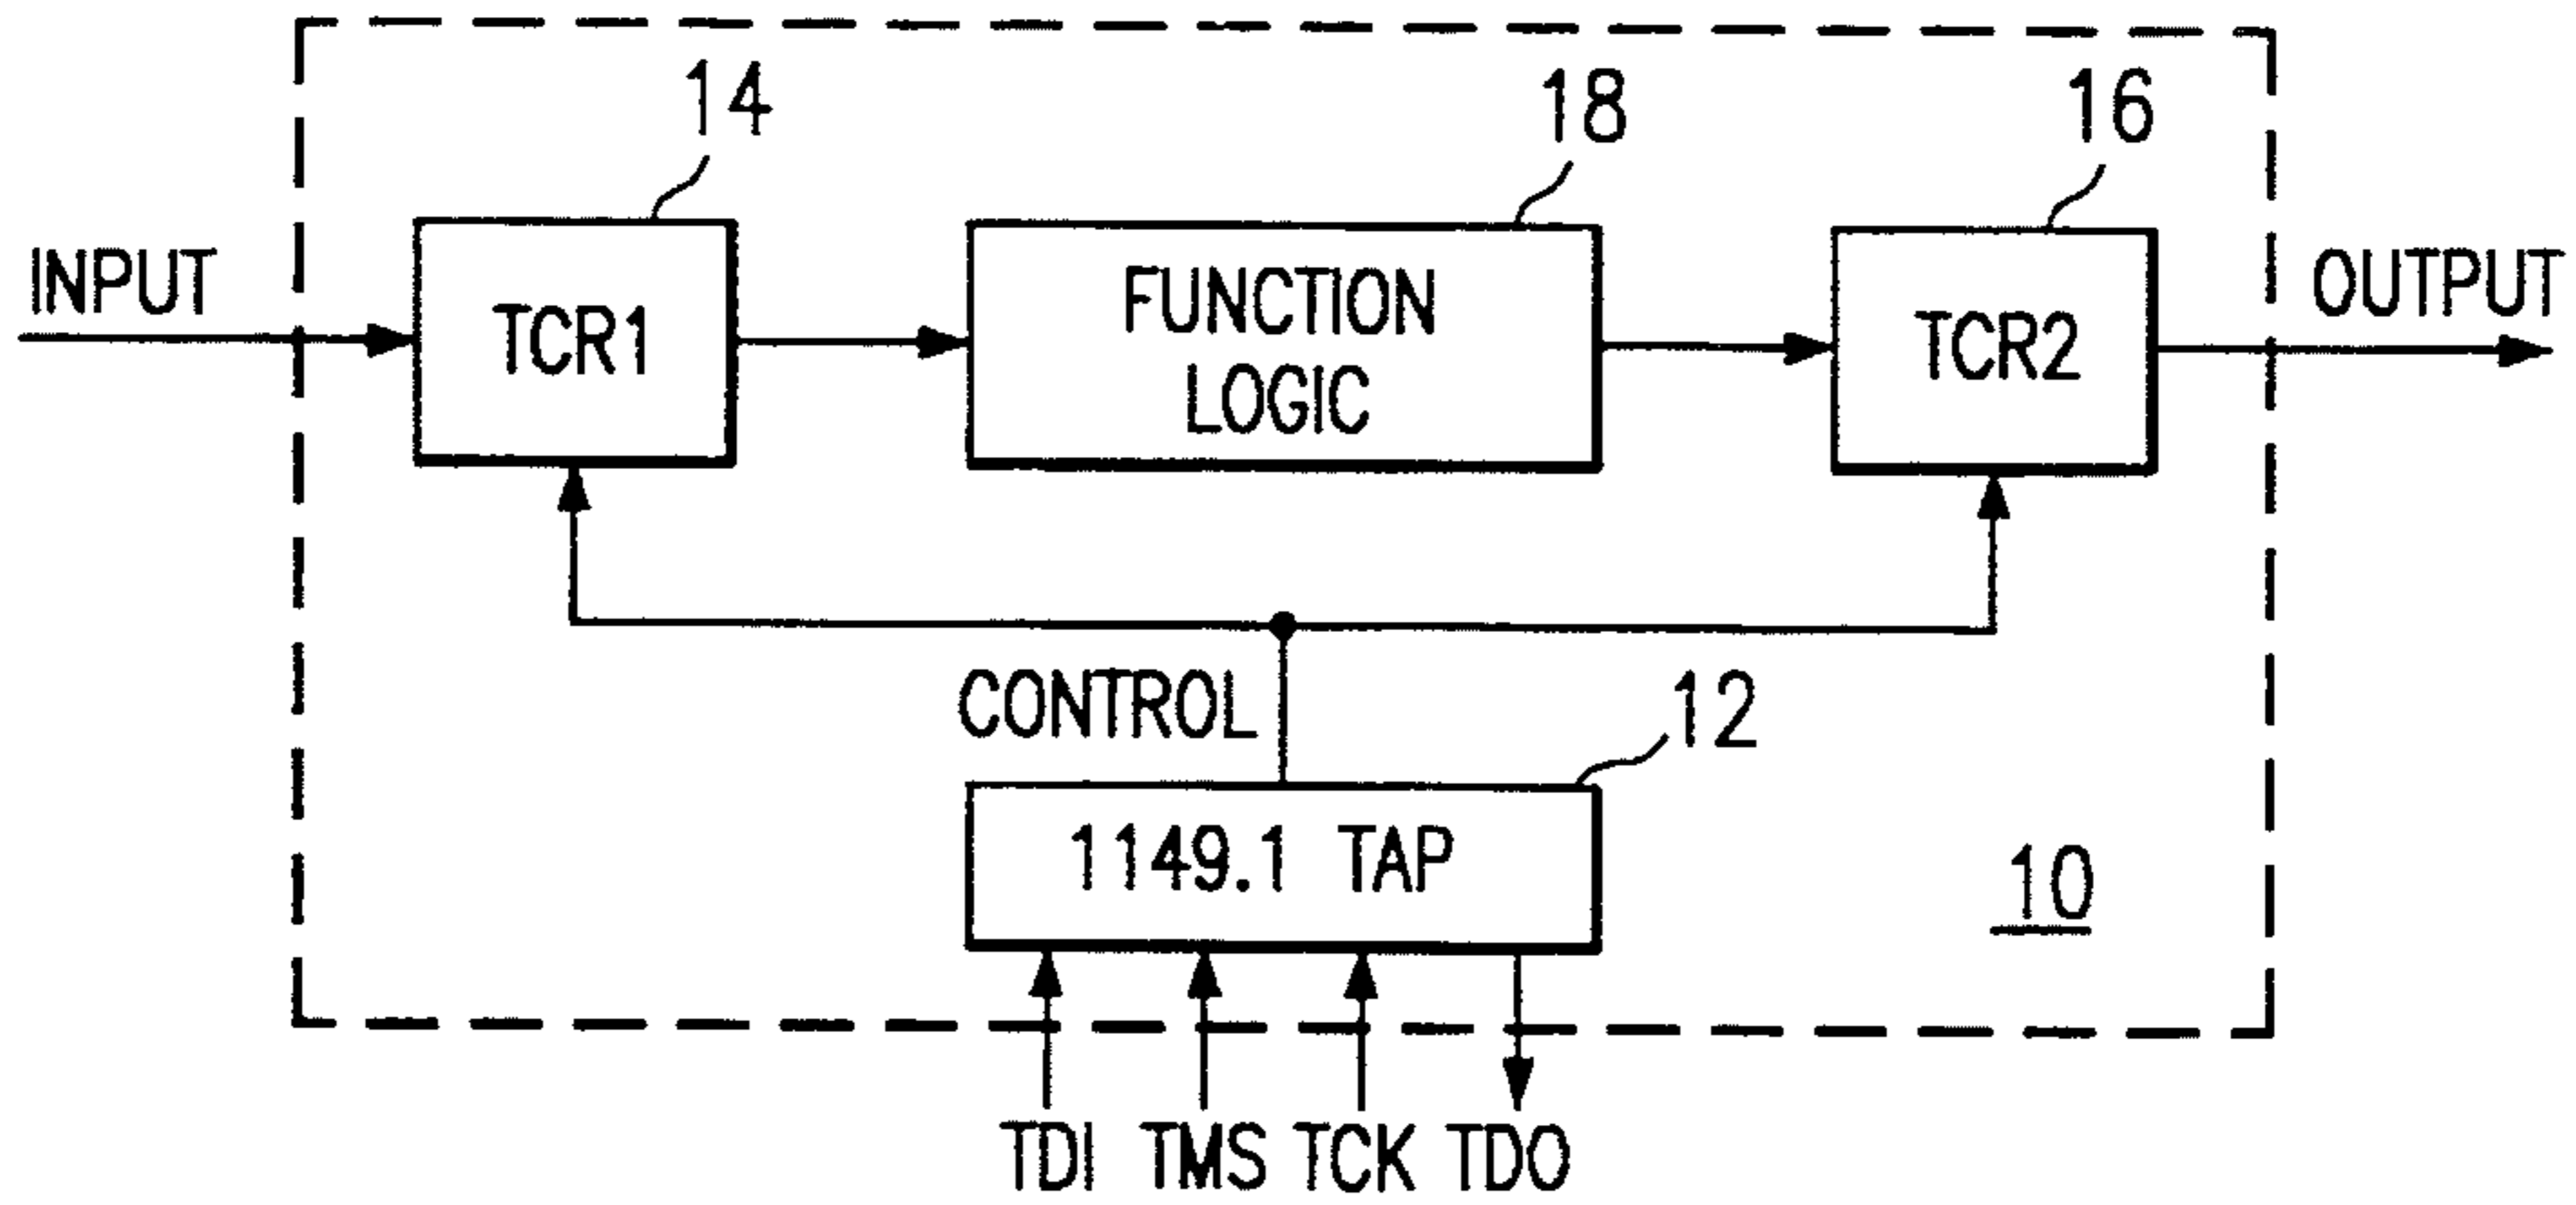 14
18
16
INPUT
TCR1
FUNCTION
LOGIC
TCR2
OUTPUT
CONTROL
12
1149.1 TAP
10
TDI TMS TCK TDO